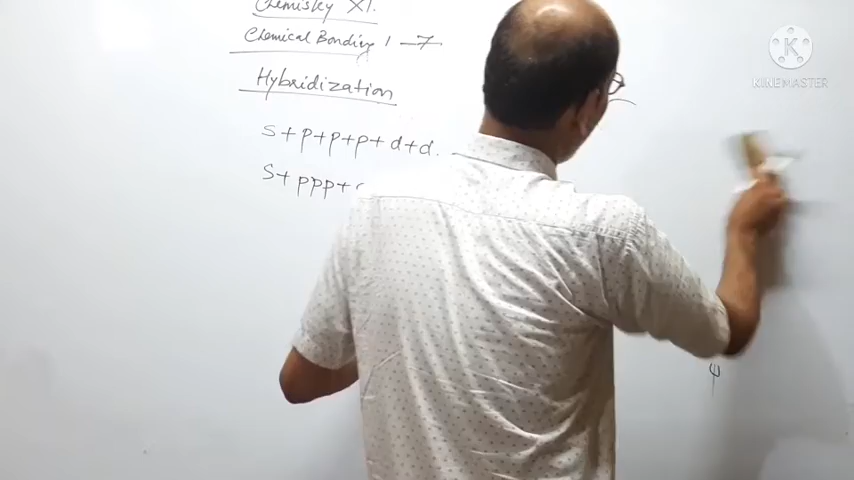 Chemistry XI.
Chemical Bonding 1 - 7
Hybridization
s+p+p+p+d+d.
s+ppp+
ψ
KINEMASTER